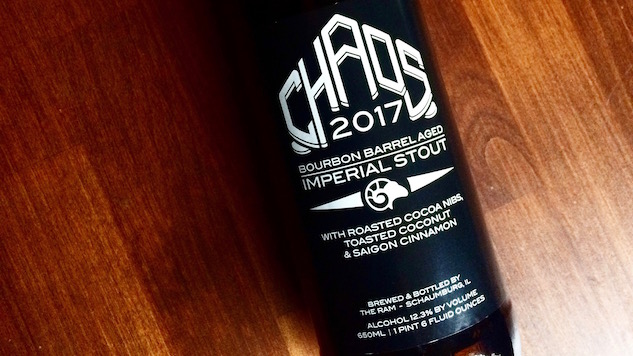 CHAOS
2017
BOURBON BARREL AGED
IMPERIAL STOUT
WITH ROASTED COCOA NIBS,
TOASTED COCONUT
& SAIGON CINNAMON
BREWED & BOTTLED BY
THE RAM - SCHAUMBURG, IL
ALCOHOL 12.3% BY VOLUME
650ML | 1 PINT 6 FLUID OUNCES